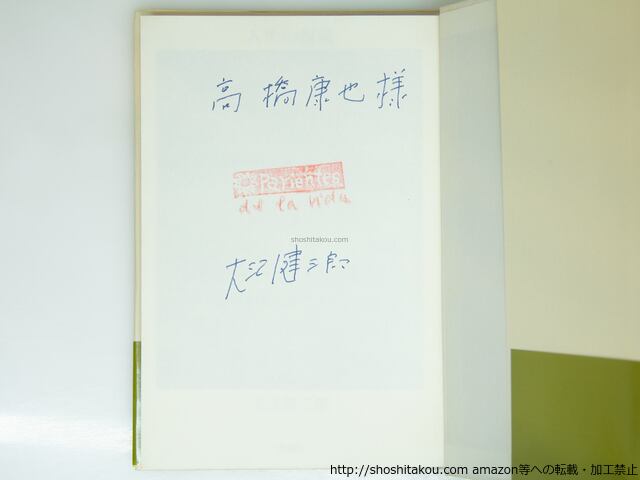 高橋康也様
Parientes
de la vida
shoshitakou.com
大江健三郎
http://shoshitakou.com amazon等への転載・加工禁止